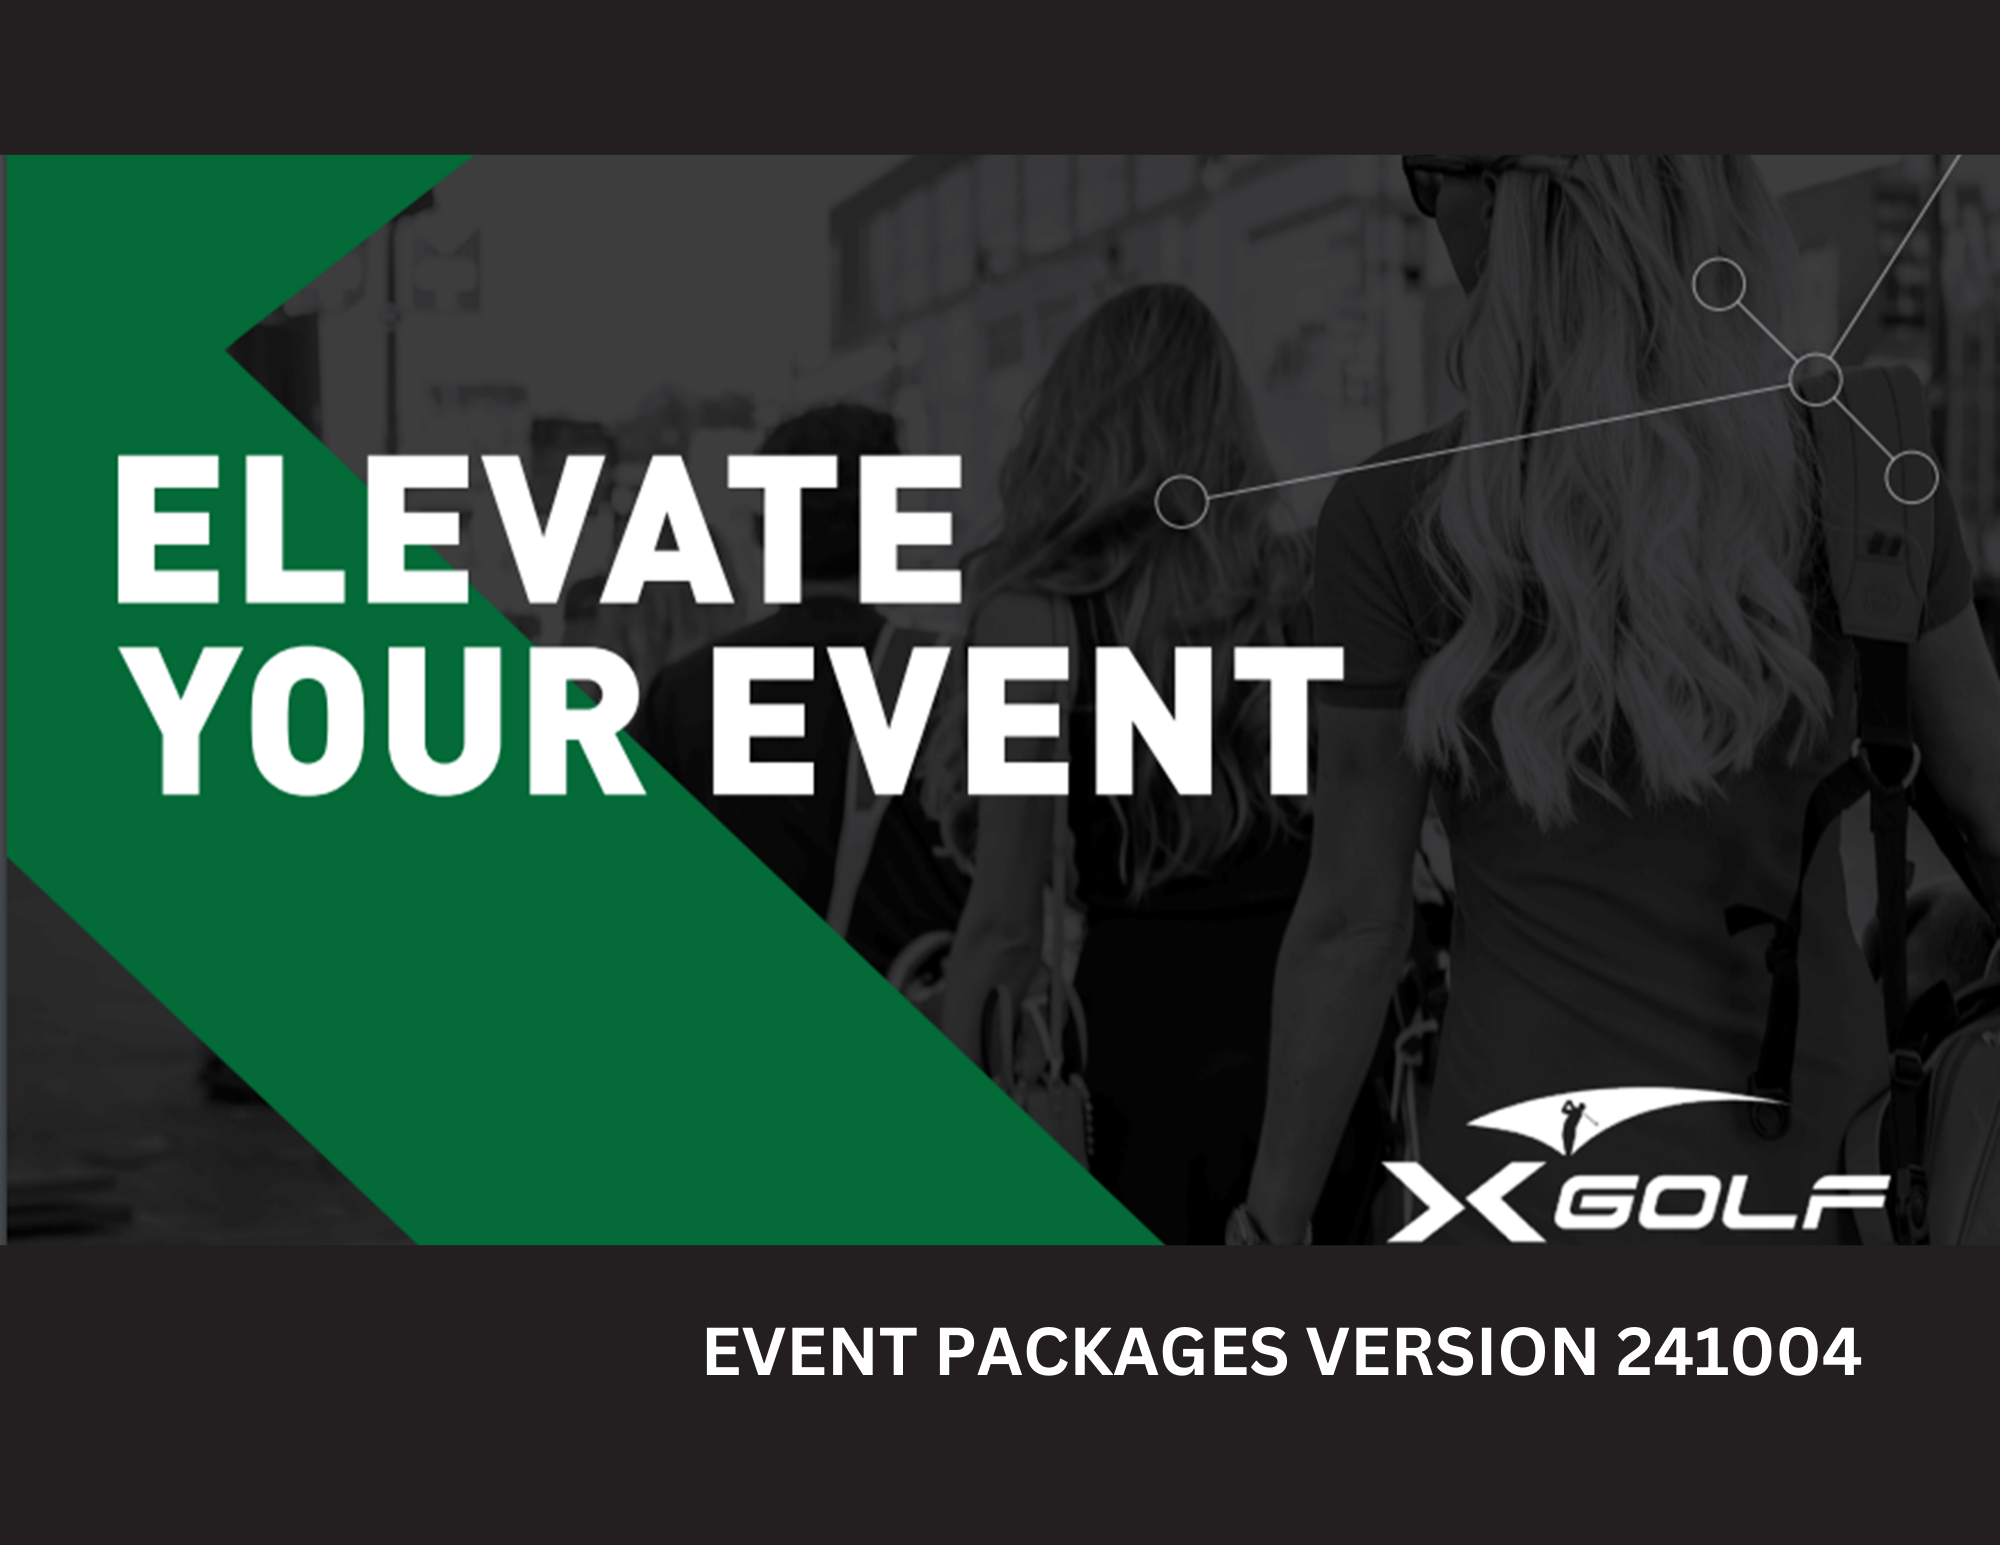 ELEVATE
YOUR EVENT
X GOLF
EVENT PACKAGES VERSION 241004